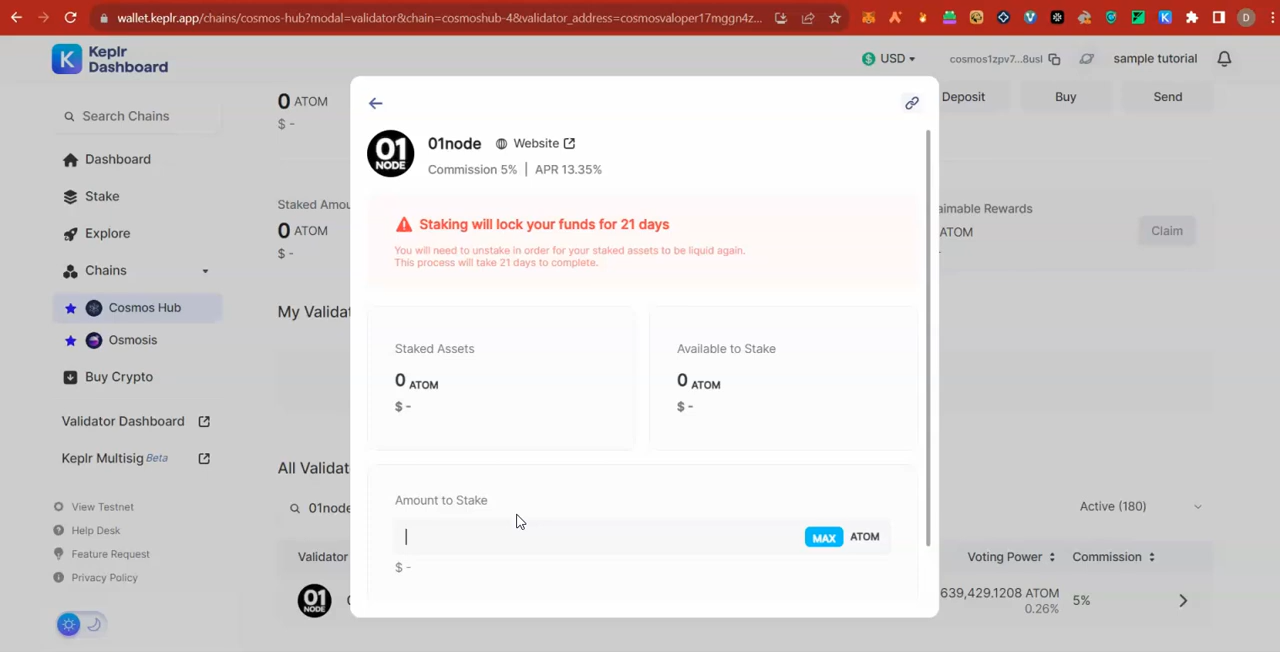 wallet.keplr.app/chains/cosmos-hub?modal=validator&chain=cosmoshub-4&validator_address=cosmosvaloper17mggn4z...
D
K
Keplr
Dashboard
USD
cosmos1zpv7...8usl
sample tutorial
Search Chains
Dashboard
Stake
Explore
Chains
Cosmos Hub
Osmosis
Buy Crypto
Validator Dashboard
Keplr Multisig Beta
View Testnet
Help Desk
Feature Request
Privacy Policy
0 ATOM
$ -
Deposit
Buy
Send
Staked Amou
0 ATOM
$ -
aimable Rewards
ATOM
Claim
My Validat
All Validat
01node
Active (180)
Validator
Voting Power
Commission
01
NODE
639,429.1208 ATOM
0.26%
5%
01
NODE
01node
Website
Commission 5% | APR 13.35%
Staking will lock your funds for 21 days
You will need to unstake in order for your staked assets to be liquid again.
This process will take 21 days to complete.
Staked Assets
0 ATOM
$ -
Available to Stake
0 ATOM
$ -
Amount to Stake
MAX
ATOM
$ -